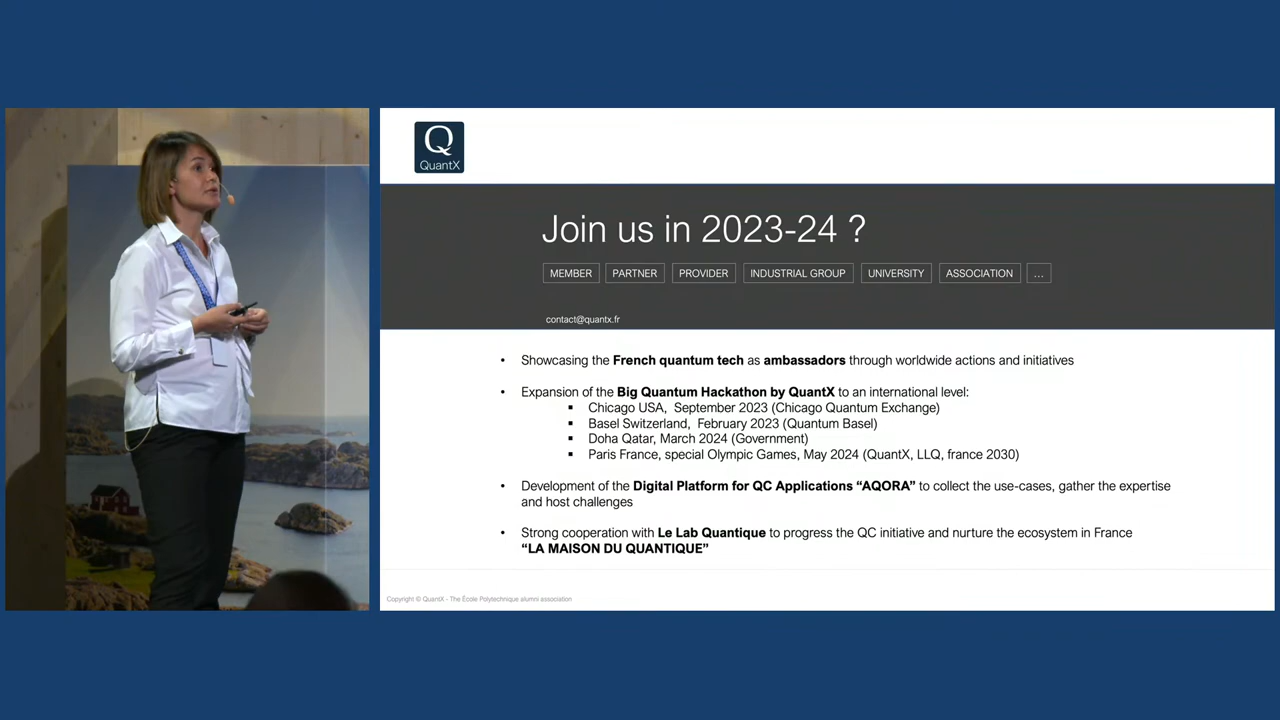 Q
QuantX
Join us in 2023-24 ?
MEMBER PARTNER PROVIDER INDUSTRIAL GROUP UNIVERSITY ASSOCIATION ...
contact@quantx.fr
• Showcasing the French quantum tech as ambassadors through worldwide actions and initiatives
• Expansion of the Big Quantum Hackathon by QuantX to an international level:
▪ Chicago USA, September 2023 (Chicago Quantum Exchange)
▪ Basel Switzerland, February 2023 (Quantum Basel)
▪ Doha Qatar, March 2024 (Government)
▪ Paris France, special Olympic Games, May 2024 (QuantX, LLQ, france 2030)
• Development of the Digital Platform for QC Applications “AQORA” to collect the use-cases, gather the expertise
and host challenges
• Strong cooperation with Le Lab Quantique to progress the QC initiative and nurture the ecosystem in France
“LA MAISON DU QUANTIQUE”
Copyright © QuantX - The École Polytechnique alumni association